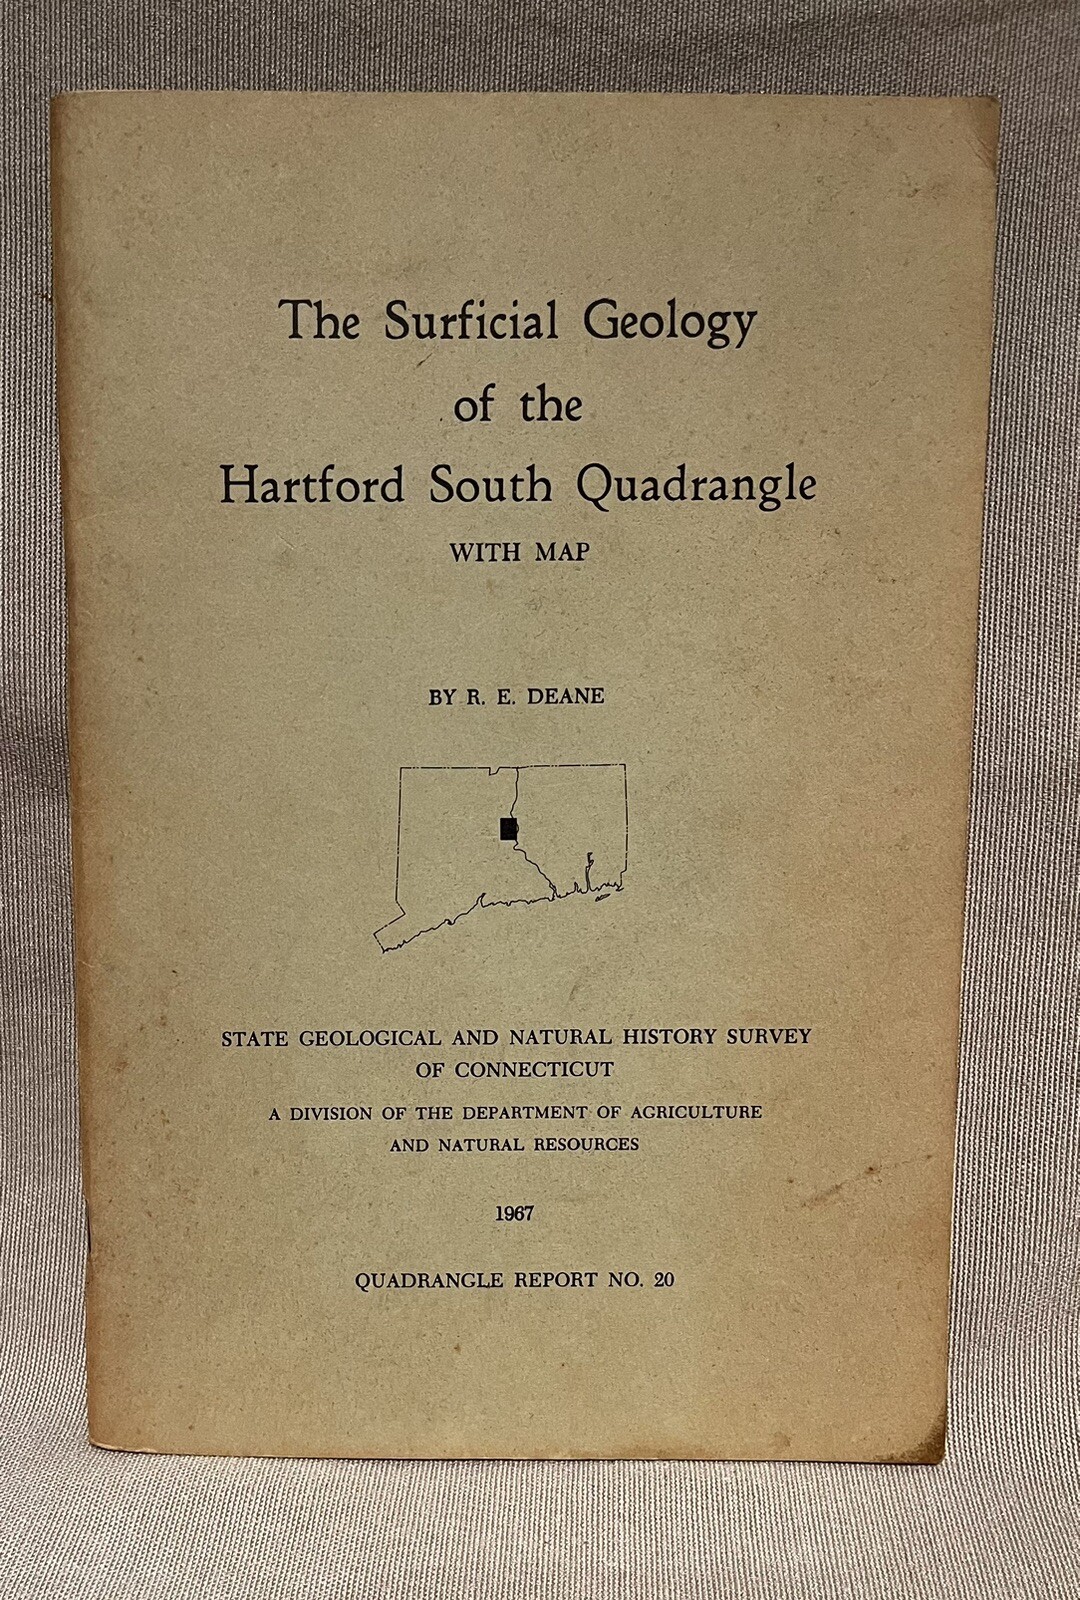 The Surficial Geology
of the
Hartford South Quadrangle
WITH MAP
BY R. E. DEANE
STATE GEOLOGICAL AND NATURAL HISTORY SURVEY
OF CONNECTICUT
A DIVISION OF THE DEPARTMENT OF AGRICULTURE
AND NATURAL RESOURCES
1967
QUADRANGLE REPORT NO. 20